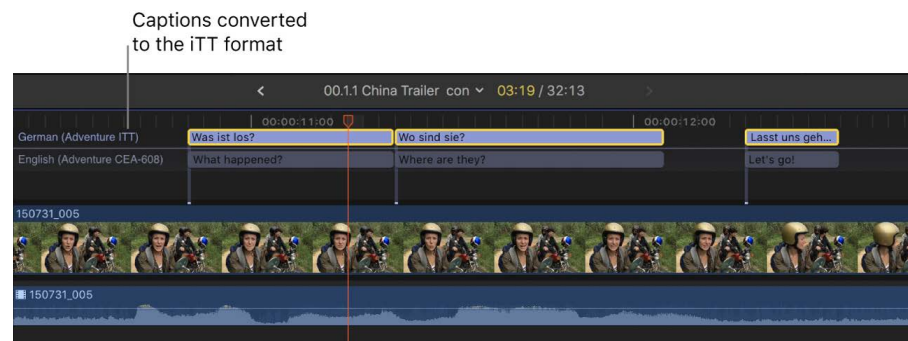 Captions converted
to the iTT format
00.1.1 China Trailer con 03:19 / 32:13
00:00:11:00 00:00:12:00
German (Adventure ITT) Was ist los? Wo sind sie? Lasst uns geh...
English (Adventure CEA-608) What happened? Where are they? Let's go!
150731_005
150731_005